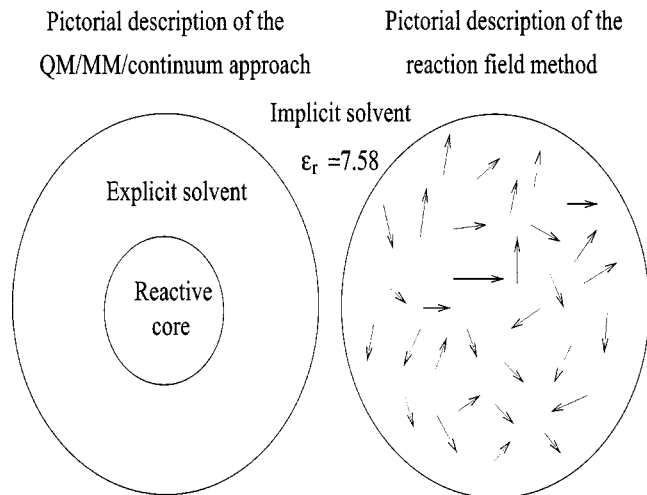 Pictorial description of the
QM/MM/continuum approach
Pictorial description of the
reaction field method
Implicit solvent
εr =7.58
Explicit solvent
Reactive
core